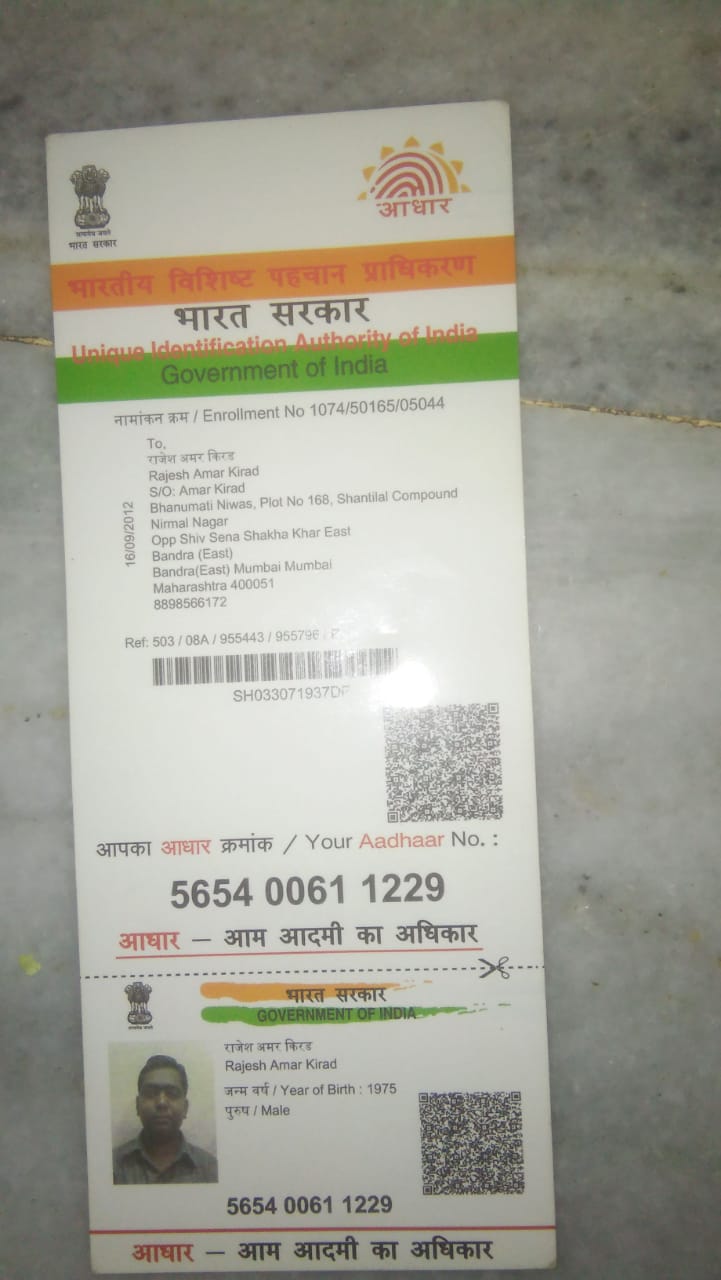 आधार
सत्यमेव जयते
भारत सरकार
भारतीय विशिष्ट पहचान प्राधिकरण
भारत सरकार
Unique Identification Authority of India
Government of India
नामांकन क्रम / Enrollment No 1074/50165/05044
To,
राजेश अमर किरड
Rajesh Amar Kirad
S/O: Amar Kirad
Bhanumati Niwas, Plot No 168, Shantilal Compound
Nirmal Nagar
Opp Shiv Sena Shakha Khar East
Bandra (East)
Bandra(East) Mumbai Mumbai
Maharashtra 400051
8898566172
16/09/2012
Ref: 503 / 08A / 955443 / 955796 /
SH033071937
आपका आधार क्रमांक / Your Aadhaar No. :
5654 0061 1229
आधार – आम आदमी का अधिकार
सत्यमेव जयते
भारत सरकार
GOVERNMENT OF INDIA
राजेश अमर किरड
Rajesh Amar Kirad
जन्म वर्ष / Year of Birth : 1975
पुरुष / Male
5654 0061 1229
आधार – आम आदमी का अधिकार